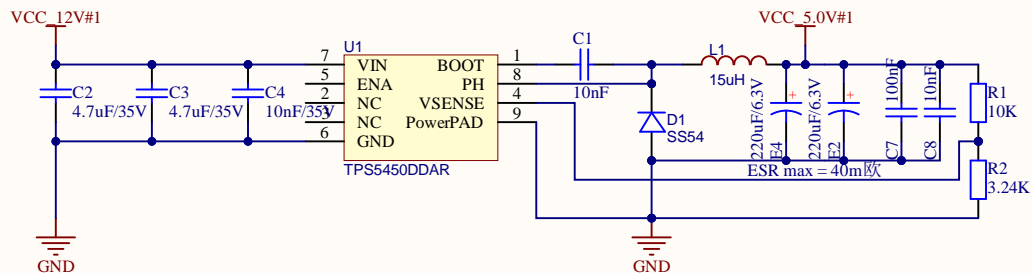 VCC_12V#1
VCC_5.0V#1
U1
7
VIN
5
ENA
2
NC
3
NC
6
GND
BOOT
1
PH
8
VSENSE
4
PowerPAD
9
TPS5450DDAR
C2
4.7uF/35V
C3
4.7uF/35V
C4
10nF/35V
C1
10nF
L1
15uH
D1
SS54
220uF/6.3V
E4
220uF/6.3V
E2
100nF
C7
10nF
C8
ESR max = 40m欧
R1
10K
R2
3.24K
GND
GND